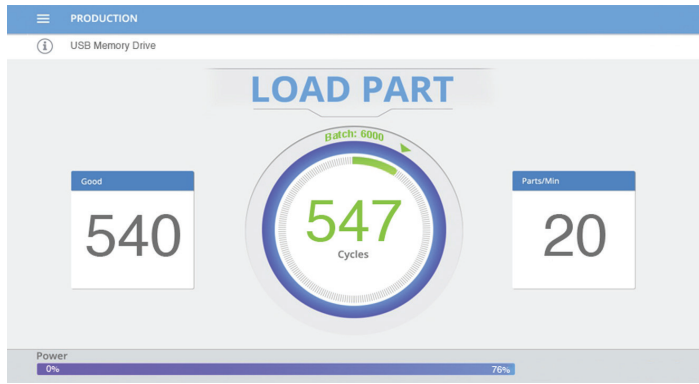 PRODUCTION
USB Memory Drive
LOAD PART
Batch: 6000
Good
540
547
Cycles
Parts/Min
20
Power
0%
76%